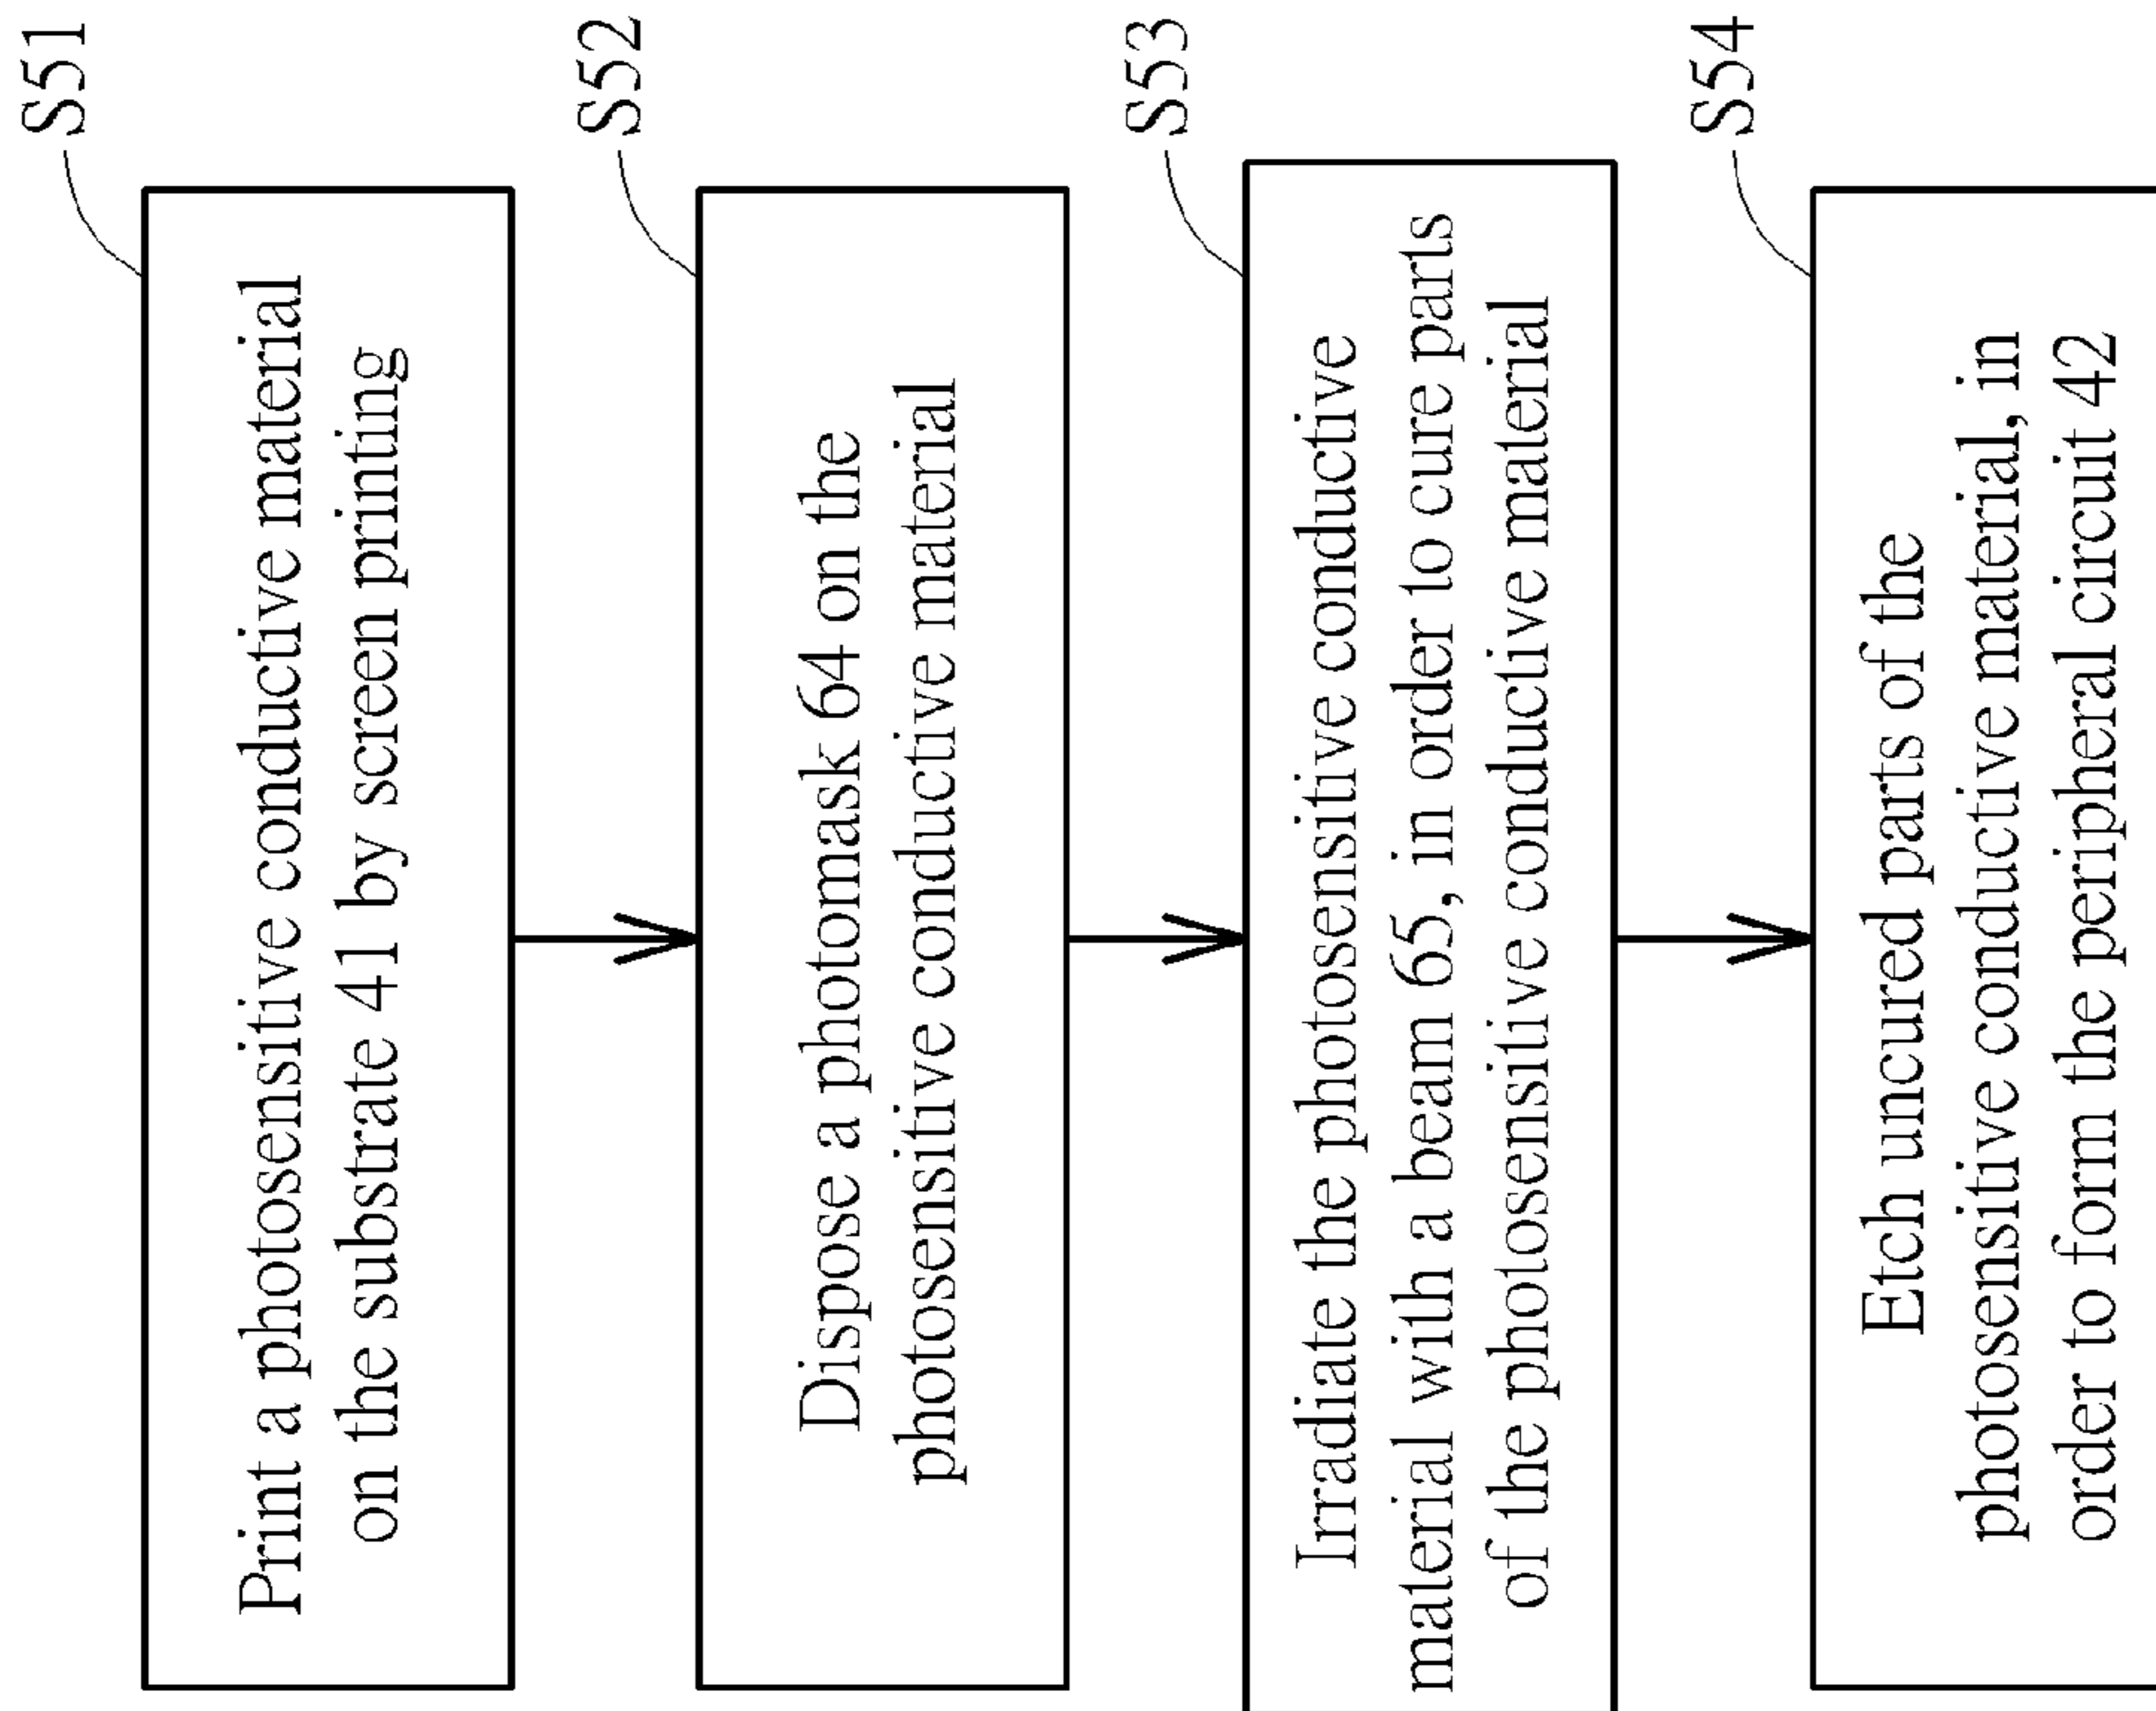 S51
Print a photosensitive conductive material
on the substrate 41 by screen printing
S52
Dispose a photomask 64 on the
photosensitive conductive material
S53
Irradiate the photosensitive conductive
material with a beam 65, in order to cure parts
of the photosensitive conductive material
S54
Etch uncured parts of the
photosensitive conductive material, in
order to form the peripheral circuit 42